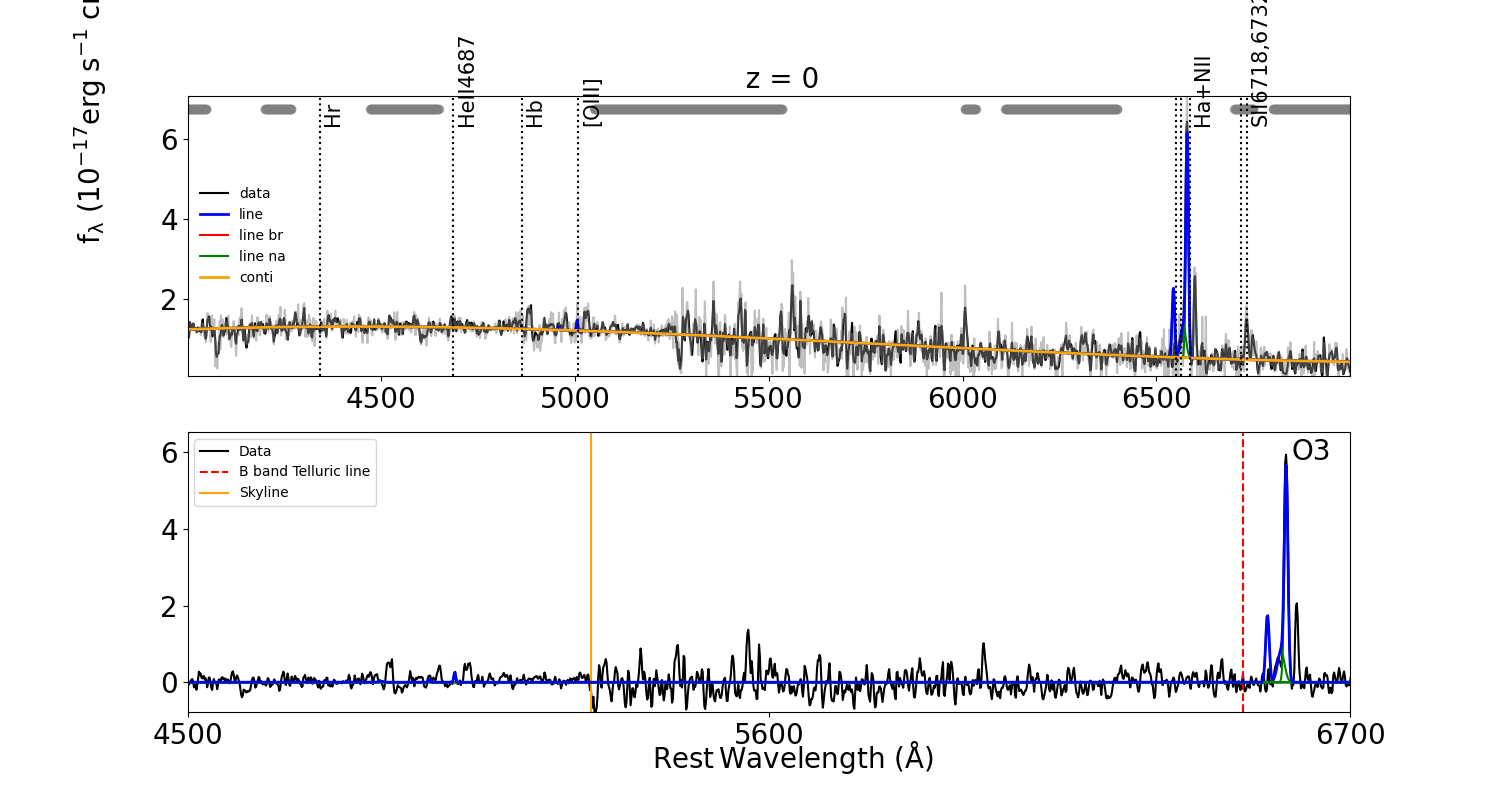 z = 0
f_λ (10^−17 erg s^−1 c
Hr
HeII4687
Hb
[OIII]
Ha+NII
SII6718,6732
6
4
2
data
line
line br
line na
conti
4500
5000
5500
6000
6500
6
4
2
0
Data
B band Telluric line
Skyline
O3
4500
5600
6700
Rest Wavelength (Å)